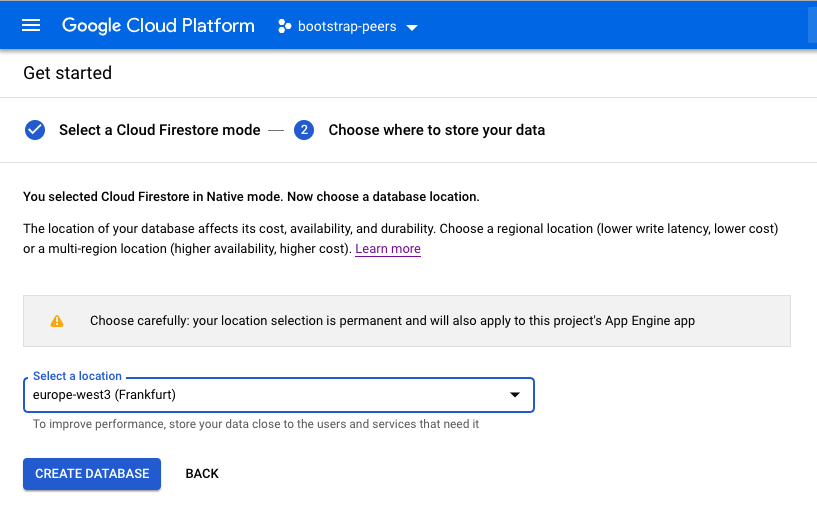 Google Cloud Platform bootstrap-peers
Get started
Select a Cloud Firestore mode — 2 Choose where to store your data
You selected Cloud Firestore in Native mode. Now choose a database location.
The location of your database affects its cost, availability, and durability. Choose a regional location (lower write latency, lower cost)
or a multi-region location (higher availability, higher cost). Learn more
Choose carefully: your location selection is permanent and will also apply to this project's App Engine app
Select a location
europe-west3 (Frankfurt)
To improve performance, store your data close to the users and services that need it
CREATE DATABASE BACK